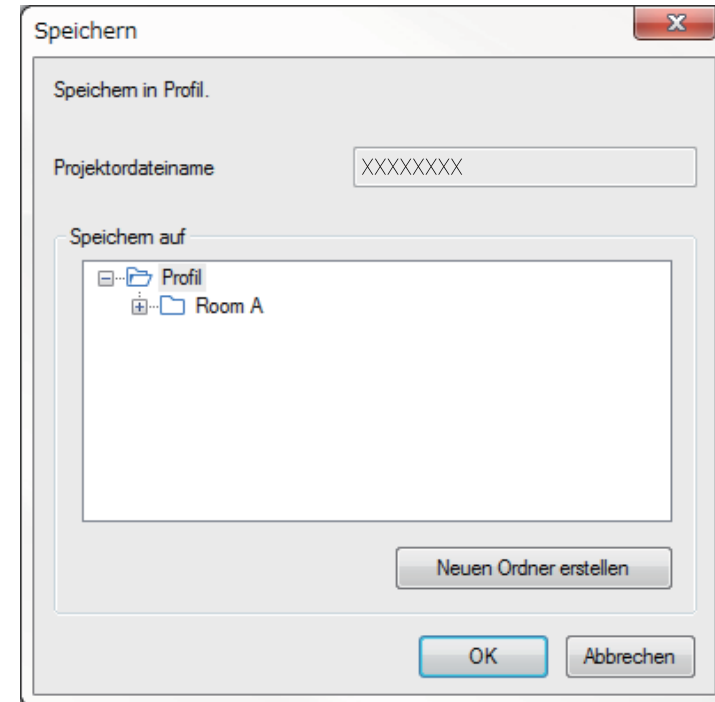 Speichern
Speichern in Profil.
Projektordateiname XXXXXXXX
Speichern auf
Profil
Room A
Neuen Ordner erstellen
OK Abbrechen